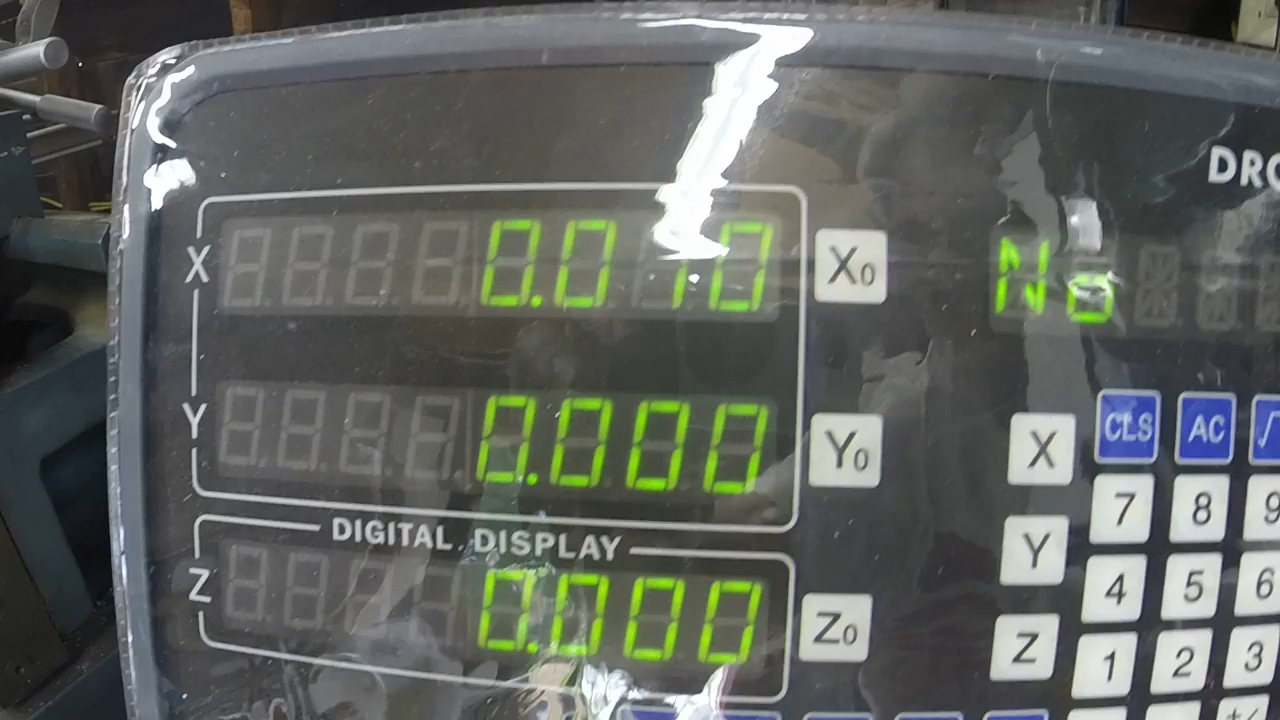 DRO
X 0.010 X0 No
Y 0.000 Y0
X CLS AC √
7 8 9
DIGITAL DISPLAY
Z 0.000 Z0
Y 4 5 6
Z 1 2 3
+/-